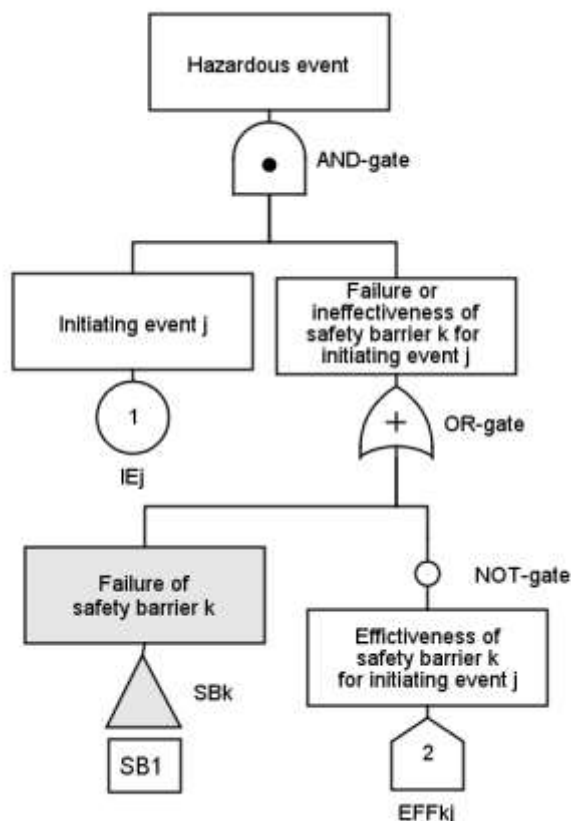 Hazardous event
AND-gate
Initiating event j
Failure or
ineffectiveness of
safety barrier k for
initiating event j
1
+
OR-gate
IEj
Failure of
safety barrier k
NOT-gate
Effictiveness of
safety barrier k
for initiating event j
SBk
SB1
2
EFFkj